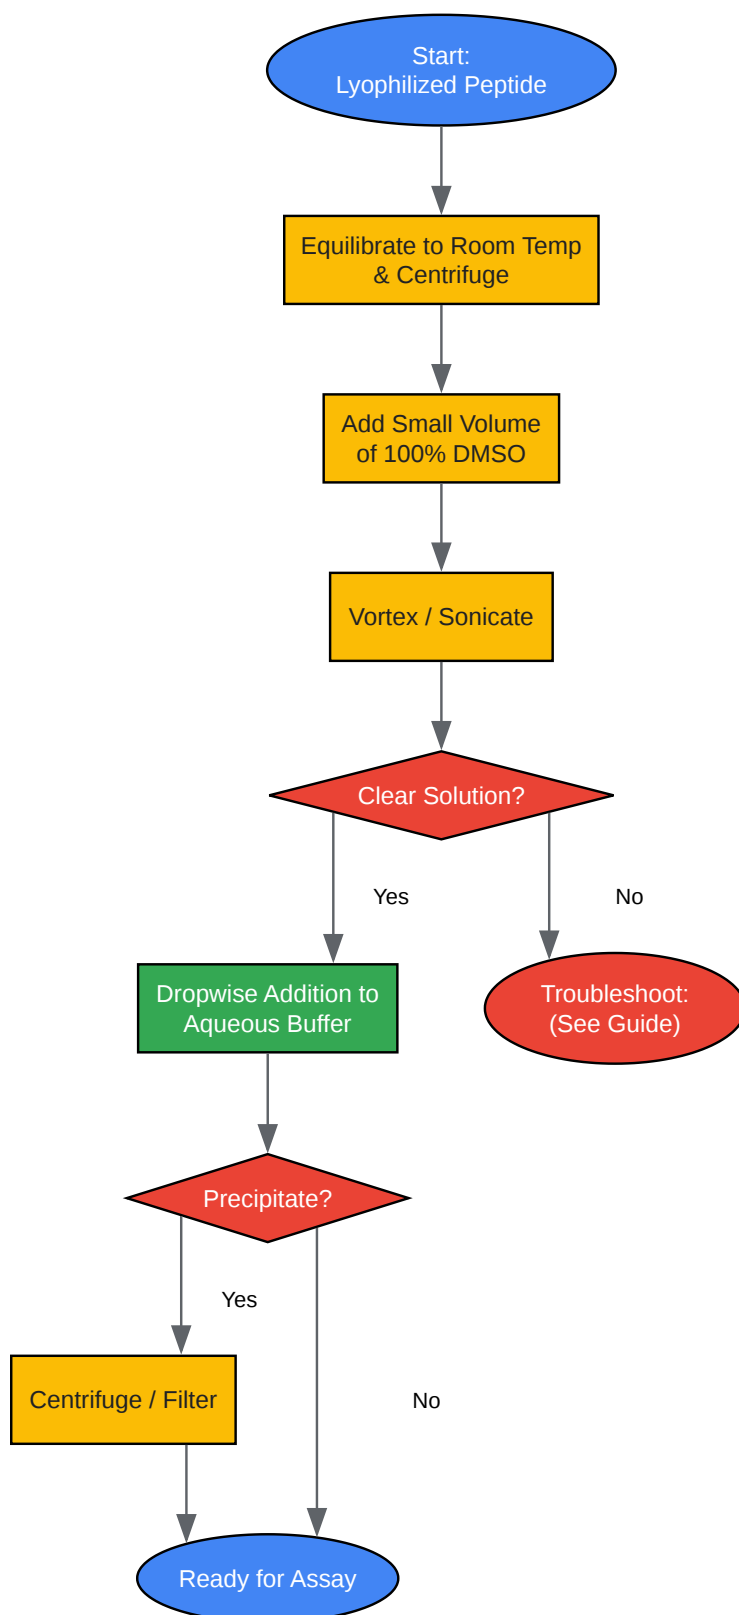 Start:
Lyophilized Peptide
Equilibrate to Room Temp
& Centrifuge
Add Small Volume
of 100% DMSO
Vortex / Sonicate
Clear Solution?
Yes
No
Dropwise Addition to
Aqueous Buffer
Troubleshoot:
(See Guide)
Precipitate?
Yes
Centrifuge / Filter
No
Ready for Assay